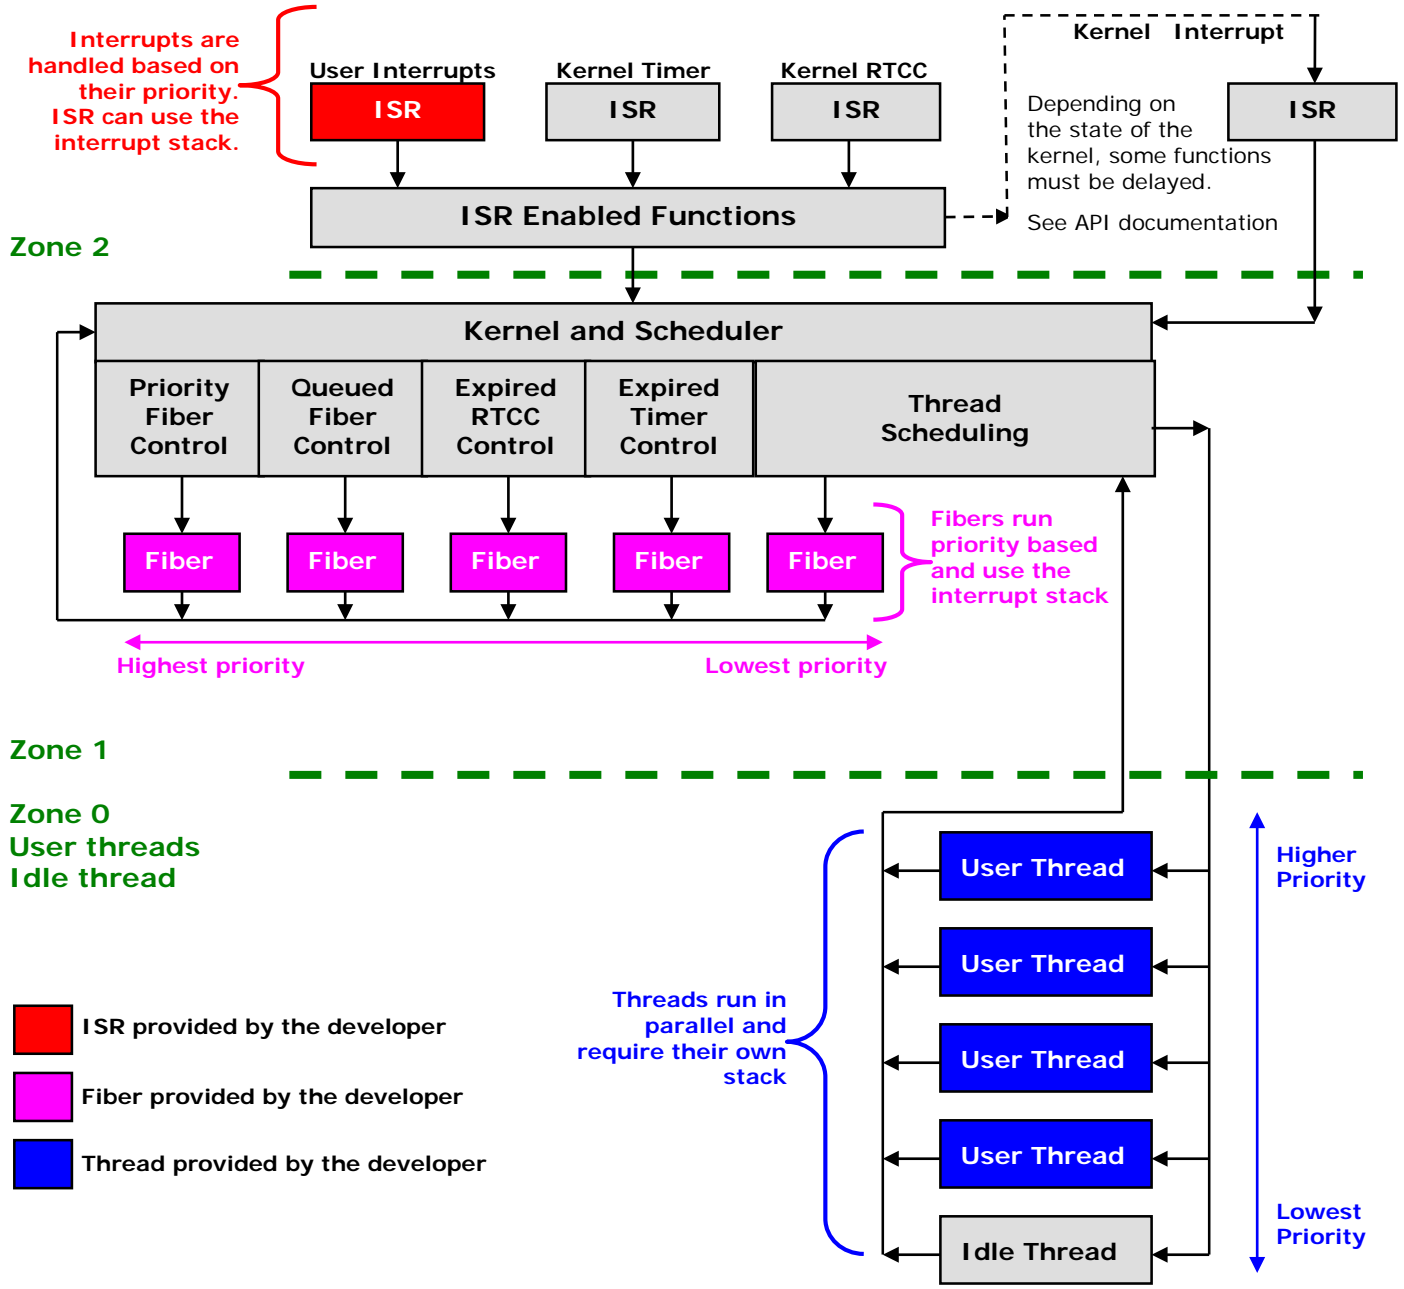 Interrupts are
handled based on
their priority.
ISR can use the
interrupt stack.
User Interrupts
ISR
Kernel Timer
ISR
Kernel RTCC
ISR
Kernel Interrupt
ISR
Depending on
the state of the
kernel, some functions
must be delayed.
See API documentation
ISR Enabled Functions
Zone 2
Kernel and Scheduler
Priority
Fiber
Control
Queued
Fiber
Control
Expired
RTCC
Control
Expired
Timer
Control
Thread
Scheduling
Fiber
Fiber
Fiber
Fiber
Fiber
Fibers run
priority based
and use the
interrupt stack
Highest priority
Lowest priority
Zone 1
Zone 0
User threads
Idle thread
User Thread
User Thread
User Thread
User Thread
Idle Thread
Higher
Priority
Lowest
Priority
Threads run in
parallel and
require their own
stack
ISR provided by the developer
Fiber provided by the developer
Thread provided by the developer